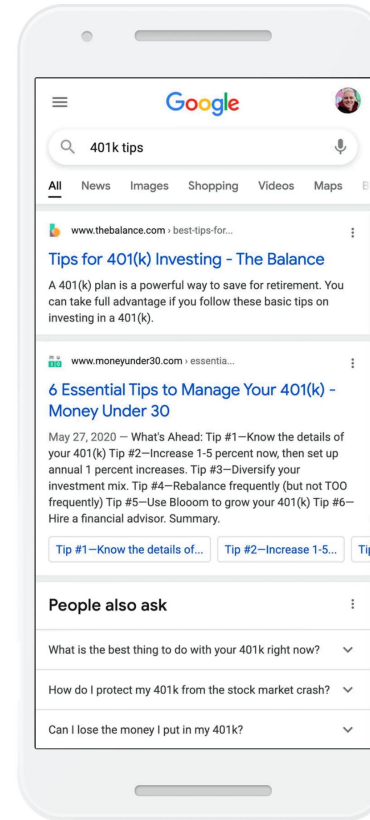 Google
401k tips
All News Images Shopping Videos Maps
www.thebalance.com › best-tips-for...
Tips for 401(k) Investing - The Balance
A 401(k) plan is a powerful way to save for retirement. You
can take full advantage if you follow these basic tips on
investing in a 401(k).
www.moneyunder30.com › essentia...
6 Essential Tips to Manage Your 401(k) -
Money Under 30
May 27, 2020 — What's Ahead: Tip #1—Know the details of
your 401(k) Tip #2—Increase 1-5 percent now, then set up
annual 1 percent increases. Tip #3—Diversify your
investment mix. Tip #4—Rebalance frequently (but not TOO
frequently) Tip #5—Use Blooom to grow your 401(k) Tip #6—
Hire a financial advisor. Summary.
Tip #1—Know the details of... Tip #2—Increase 1-5... Tip
People also ask
What is the best thing to do with your 401k right now?
How do I protect my 401k from the stock market crash?
Can I lose the money I put in my 401k?